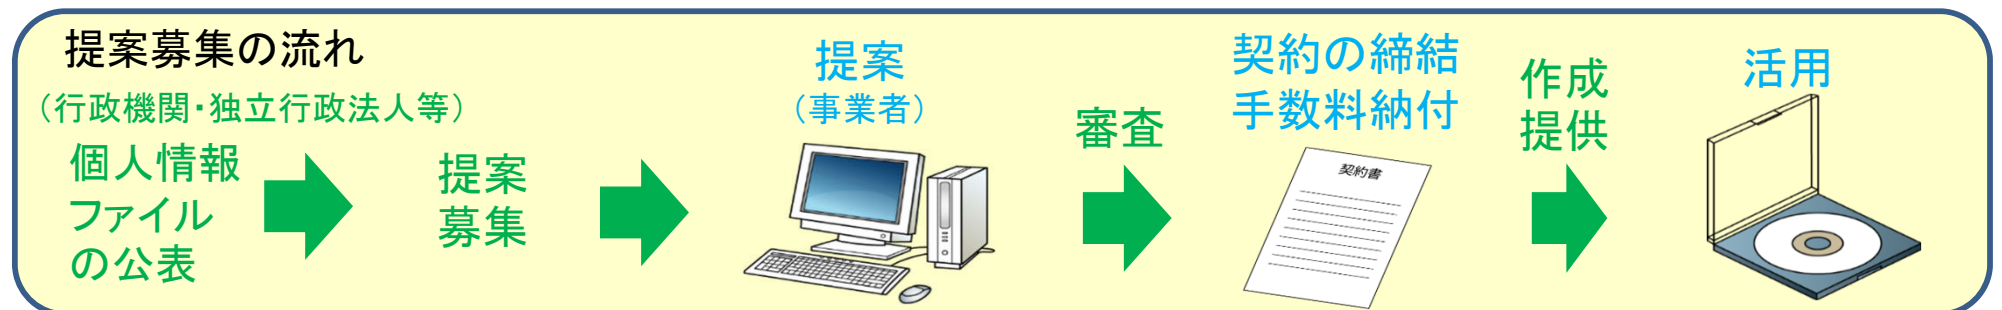 提案募集の流れ
（行政機関・独立行政法人等）
個人情報
ファイル
の公表
提案
募集
提案
（事業者）
審査
契約の締結
手数料納付
契約書
作成
提供
活用